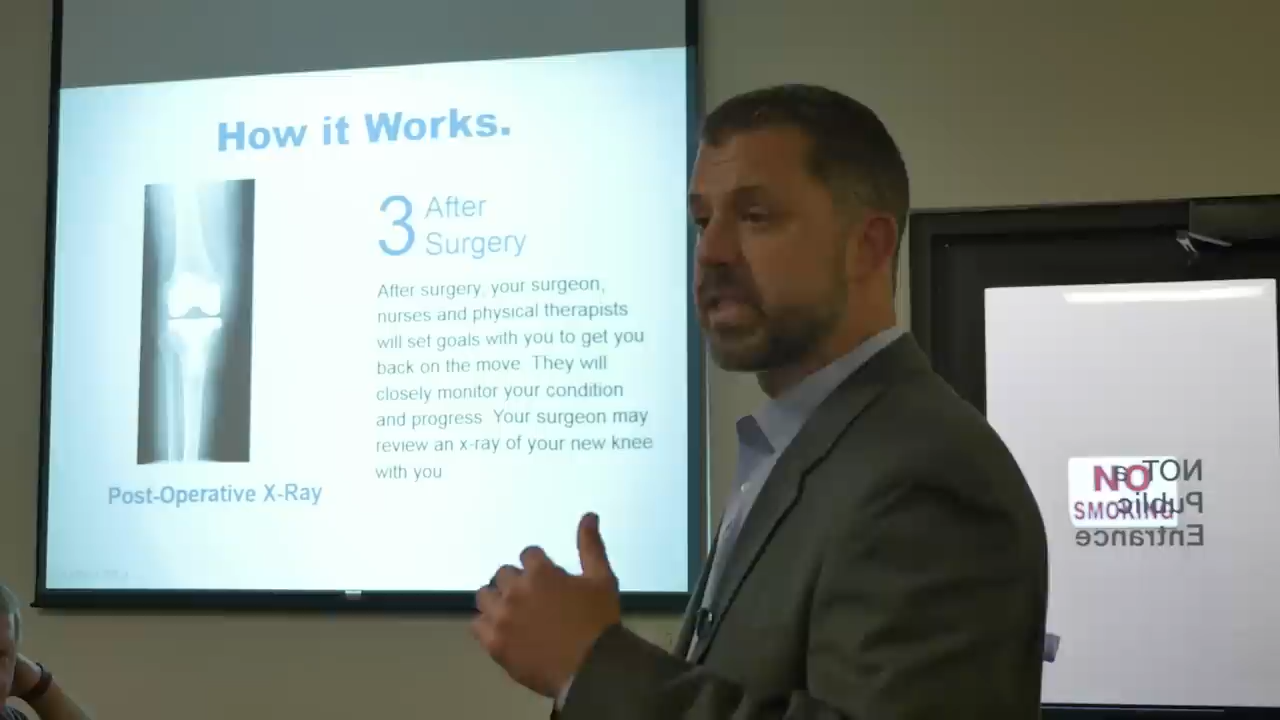 How it Works.
3 After
Surgery
After surgery, your surgeon,
nurses and physical therapists
will set goals with you to get you
back on the move. They will
closely monitor your condition
and progress. Your surgeon may
review an x-ray of your new knee
with you
Post-Operative X-Ray
NO
SMOKING
NOT a
Public
Entrance